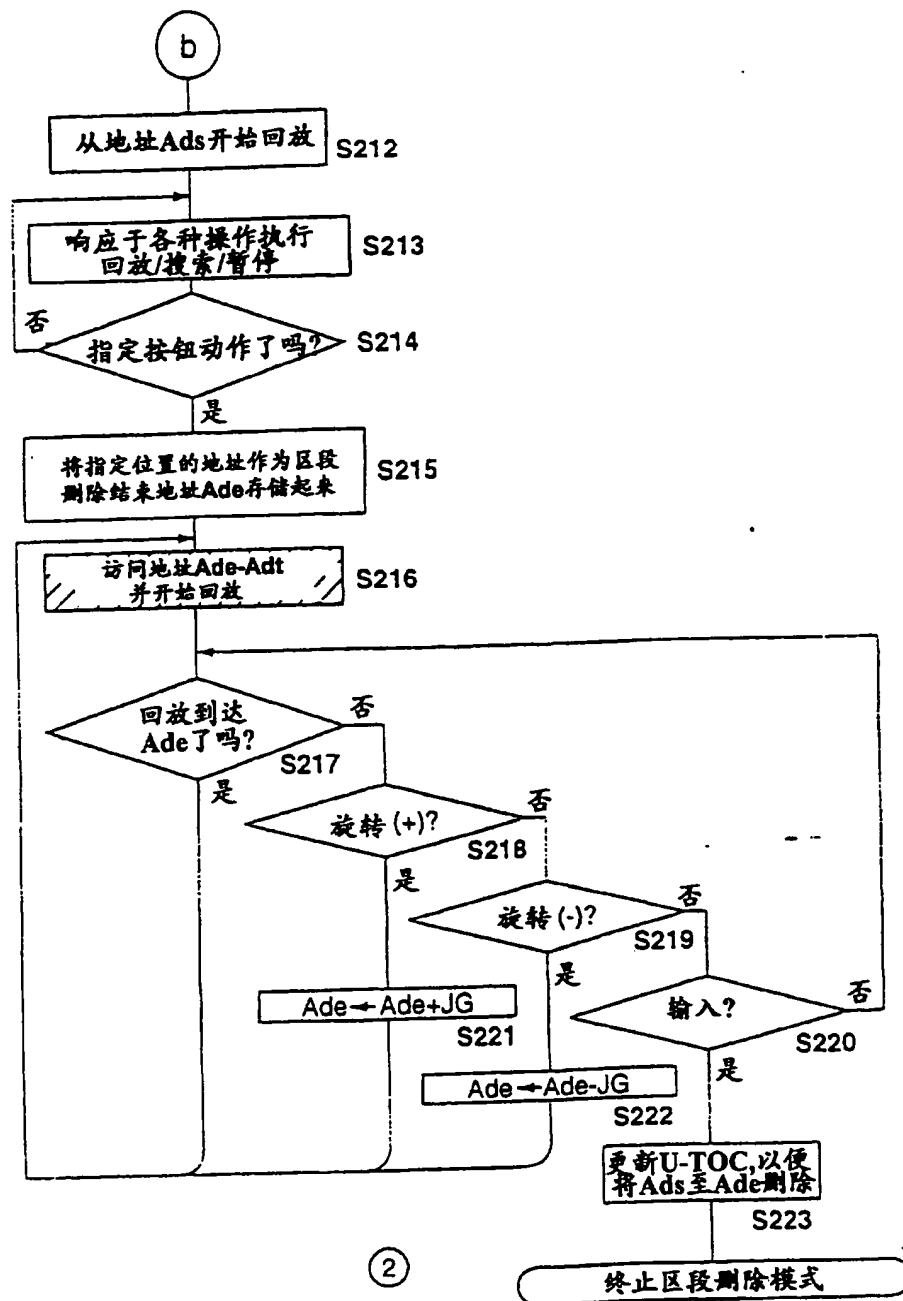 b
从地址Ads开始回放
S212
响应于各种操作执行
回放/搜索/暂停
S213
否
指定按钮动作了吗?
S214
是
将指定位置的地址作为区段
删除结束地址Ade存储起来
S215
访问地址Ade-Adt
并开始回放
S216
回放到达
Ade了吗?
否
S217
是
旋转(+)?
否
S218
是
旋转(-)?
否
S219
是
Ade←Ade+JG
S221
输入?
否
S220
是
Ade←Ade-JG
S222
更新U-TOC,以便
将Ads至Ade删除
S223
2
终止区段删除模式